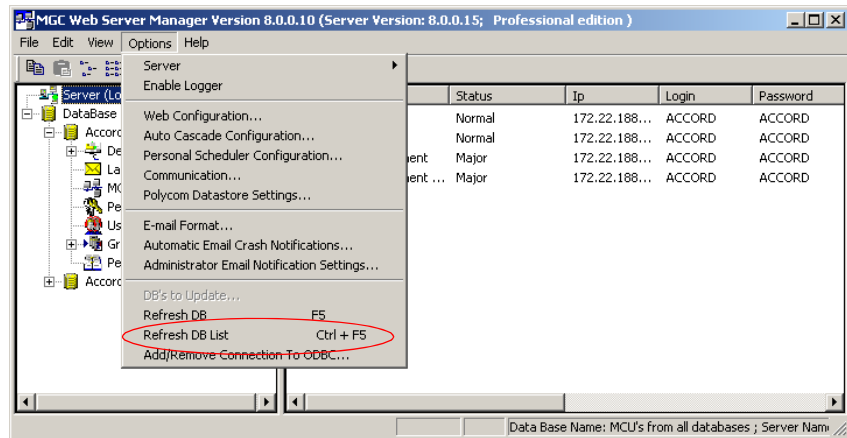 MGC Web Server Manager Version 8.0.0.10 (Server Version: 8.0.0.15; Professional edition )
File Edit View Options Help
Server
Enable Logger
Web Configuration...
Auto Cascade Configuration...
Personal Scheduler Configuration...
Communication...
Polycom Datastore Settings...
E-mail Format...
Automatic Email Crash Notifications...
Administrator Email Notification Settings...
DB's to Update...
Refresh DB F5
Refresh DB List Ctrl + F5
Add/Remove Connection To ODBC...
Server (Lo
DataBase
Accord
De
La
MC
Pe
Us
Gr
Pe
Accord
Status Ip Login Password
Normal 172.22.188... ACCORD ACCORD
Normal 172.22.188... ACCORD ACCORD
ent Major 172.22.188... ACCORD ACCORD
ent ... Major 172.22.188... ACCORD ACCORD
Data Base Name: MCU's from all databases ; Server Nam